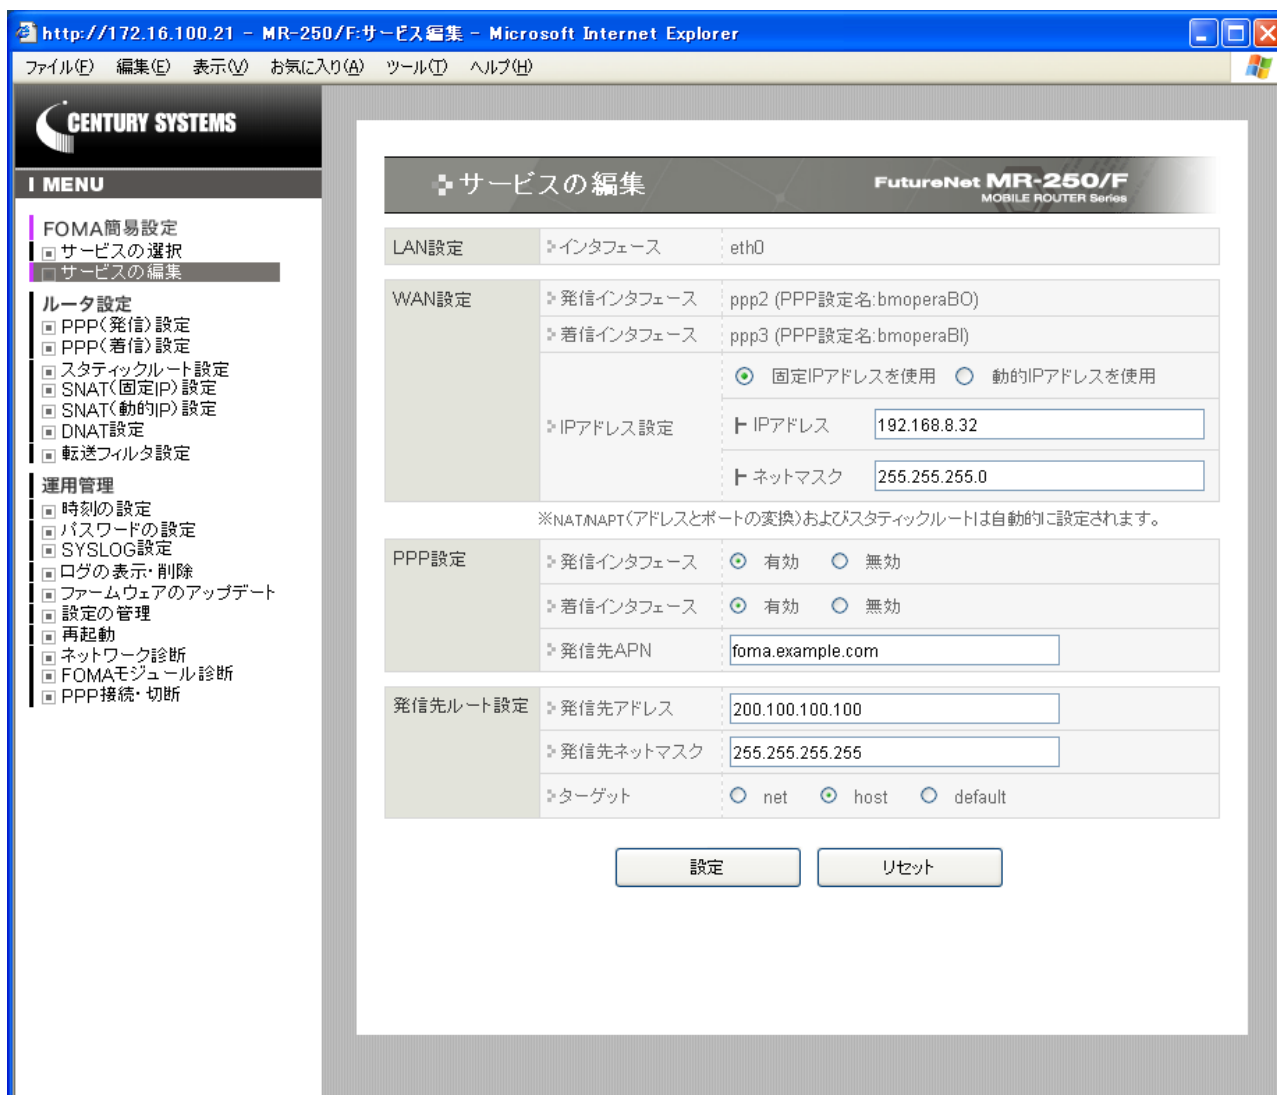 http://172.16.100.21 - MR-250/F:サービス編集 - Microsoft Internet Explorer
ファイル(F) 編集(E) 表示(V) お気に入り(A) ツール(T) ヘルプ(H)
CENTURY SYSTEMS
MENU
FOMA簡易設定
サービスの選択
サービスの編集
ルータ設定
PPP(発信)設定
PPP(着信)設定
スタティックルート設定
SNAT(固定IP)設定
SNAT(動的IP)設定
DNAT設定
転送フィルタ設定
運用管理
時刻の設定
パスワードの設定
SYSLOG設定
ログの表示・削除
ファームウェアのアップデート
設定の管理
再起動
ネットワーク診断
FOMAモジュール診断
PPP接続・切断
サービスの編集
FutureNet MR-250/F
MOBILE ROUTER Series
LAN設定 インタフェース eth0
WAN設定 発信インタフェース ppp2 (PPP設定名:bmoperaBO)
着信インタフェース ppp3 (PPP設定名:bmoperaBI)
IPアドレス設定 固定IPアドレスを使用 動的IPアドレスを使用
IPアドレス 192.168.8.32
ネットマスク 255.255.255.0
※NAT/NAPT(アドレスとポートの変換)およびスタティックルートは自動的に設定されます。
PPP設定 発信インタフェース 有効 無効
着信インタフェース 有効 無効
発信先APN foma.example.com
発信先ルート設定 発信先アドレス 200.100.100.100
発信先ネットマスク 255.255.255.255
ターゲット net host default
設定 リセット